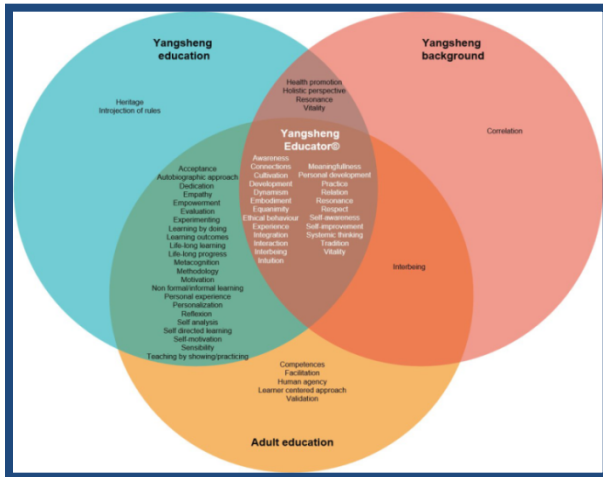 Yangsheng
education
Yangsheng
background
Heritage
Introjection of rules
Health promotion
Holistic perspective
Resonance
Vitality
Correlation
Yangsheng
Educator©
Awareness
Connections
Cultivation
Development
Dynamism
Embodiment
Equanimity
Ethical behaviour
Experience
Integration
Interaction
Interbeing
Intuition
Meaningfullness
Personal development
Practice
Relation
Resonance
Respect
Self-awareness
Self-improvement
Systemic thinking
Tradition
Vitality
Acceptance
Autobiographic approach
Dedication
Empathy
Empowerment
Evaluation
Experimenting
Learning by doing
Learning outcomes
Life-long learning
Life-long progress
Metacognition
Methodology
Motivation
Non formal/informal learning
Personal experience
Personalization
Reflexion
Self analysis
Self directed learning
Self-motivation
Sensibility
Teaching by showing/practicing
Interbeing
Competences
Facilitation
Human agency
Learner centered approach
Validation
Adult education